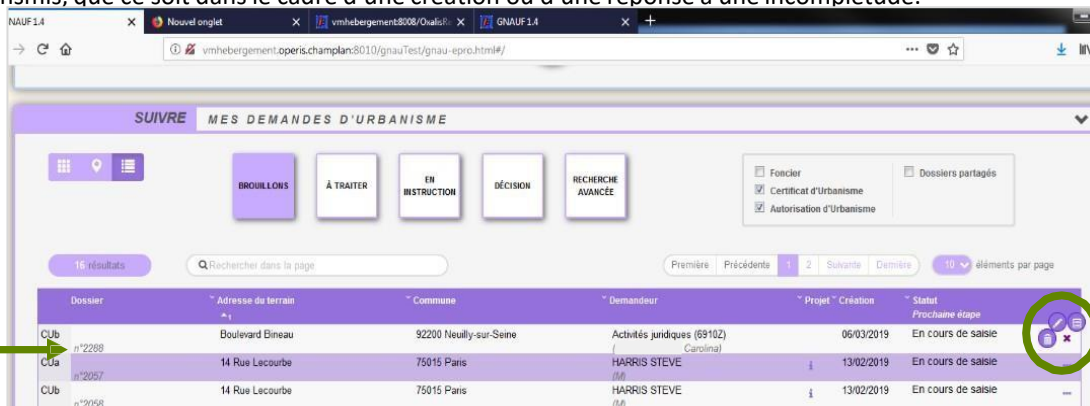 nsmis, que ce soit dans le cadre d'une création ou d'une réponse à une incomplétude.
NAUF 1.4 Nouvel onglet vmhebergement:8008/OxalisR GNAUF 1.4
vmhebergement.operis.champlan:8010/gnauTest/gnau-epro.html#/
SUIVRE MES DEMANDES D'URBANISME
BROUILLONS
À TRAITER
EN INSTRUCTION
DÉCISION
RECHERCHE AVANCÉE
Foncier
Certificat d'Urbanisme
Autorisation d'Urbanisme
Dossiers partagés
16 résultats Rechercher dans la page Première Précédente 1 2 Suivante Dernière 10 éléments par page
Dossier Adresse du terrain Commune Demandeur Projet Création Statut
1 Prochaine étape
CUb Boulevard Bineau 92200 Neuilly-sur-Seine Activités juridiques (6910Z) 06/03/2019 En cours de saisie
n°2268 ( Carolina)
CUa 14 Rue Lecourbe 75015 Paris HARRIS STEVE i 13/02/2019 En cours de saisie
n°2057 (M)
CUb 14 Rue Lecourbe 75015 Paris HARRIS STEVE i 13/02/2019 En cours de saisie
n°2058 (M)